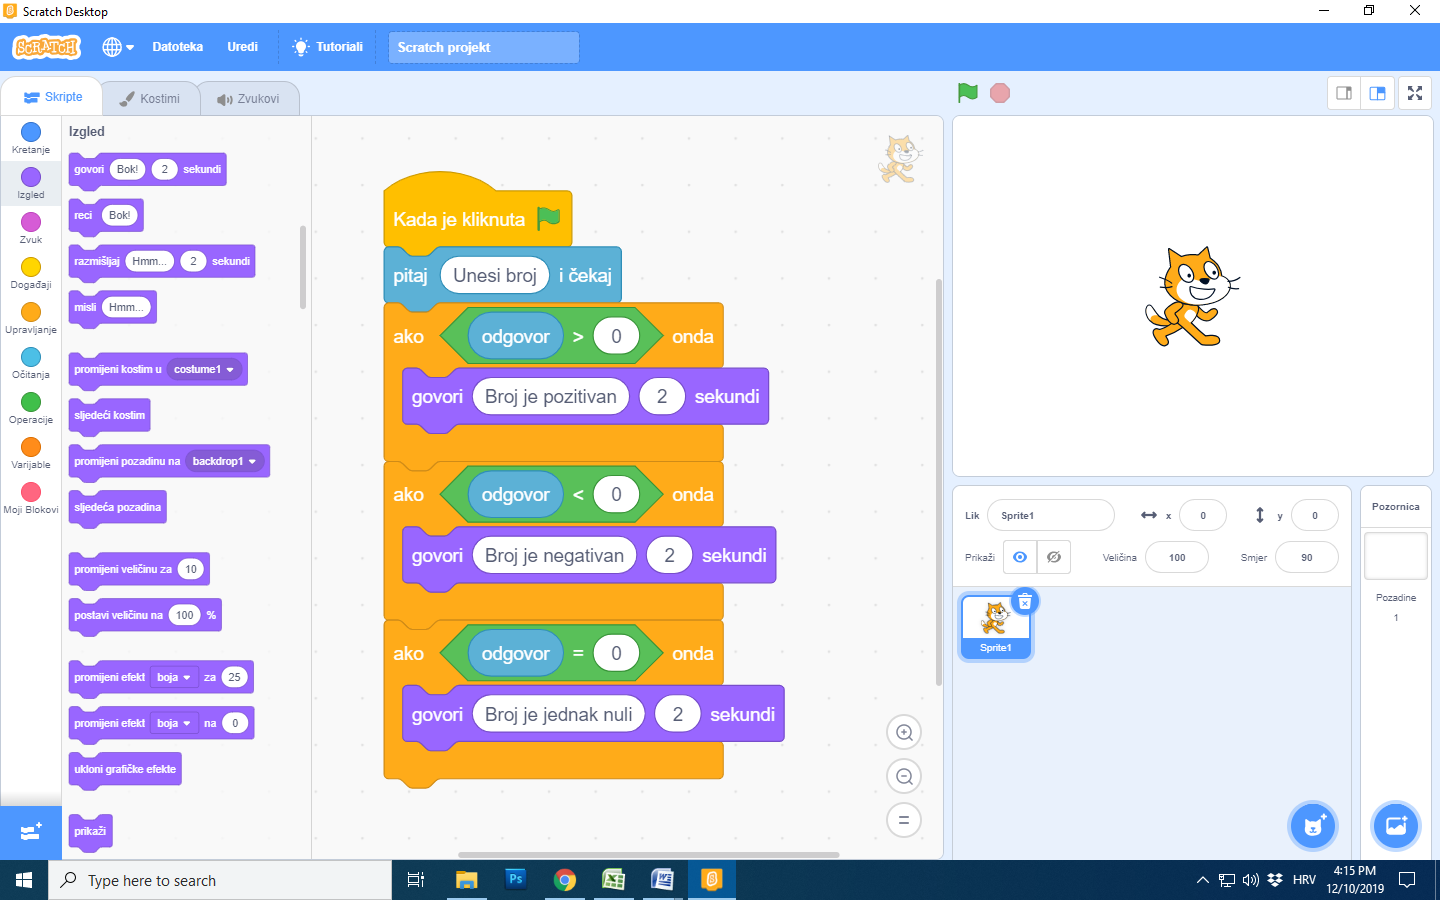 Scratch Desktop
SCRATCH
Datoteka
Uredi
Tutoriali
Scratch projekt
Skripte
Kostimi
Zvukovi
Kretanje
Izgled
Zvuk
Događaji
Upravljanje
Očitanja
Operacije
Varijable
Moji Blokovi
Izgled
govori Bok! 2 sekundi
reci Bok!
razmišljaj Hmm... 2 sekundi
misli Hmm...
promijeni kostim u costume1
sljedeći kostim
promijeni pozadinu na backdrop1
sljedeća pozadina
promijeni veličinu za 10
postavi veličinu na 100 %
promijeni efekt boja za 25
promijeni efekt boja na 0
ukloni grafičke efekte
prikaži
Kada je kliknuta
pitaj Unesi broj i čekaj
ako odgovor > 0 onda
govori Broj je pozitivan 2 sekundi
ako odgovor < 0 onda
govori Broj je negativan 2 sekundi
ako odgovor = 0 onda
govori Broj je jednak nuli 2 sekundi
Lik Sprite1 x 0 y 0
Prikaži Veličina 100 Smjer 90
Sprite1
Pozornica
Pozadine
1
Type here to search
Ps
HRV
4:15 PM
12/10/2019